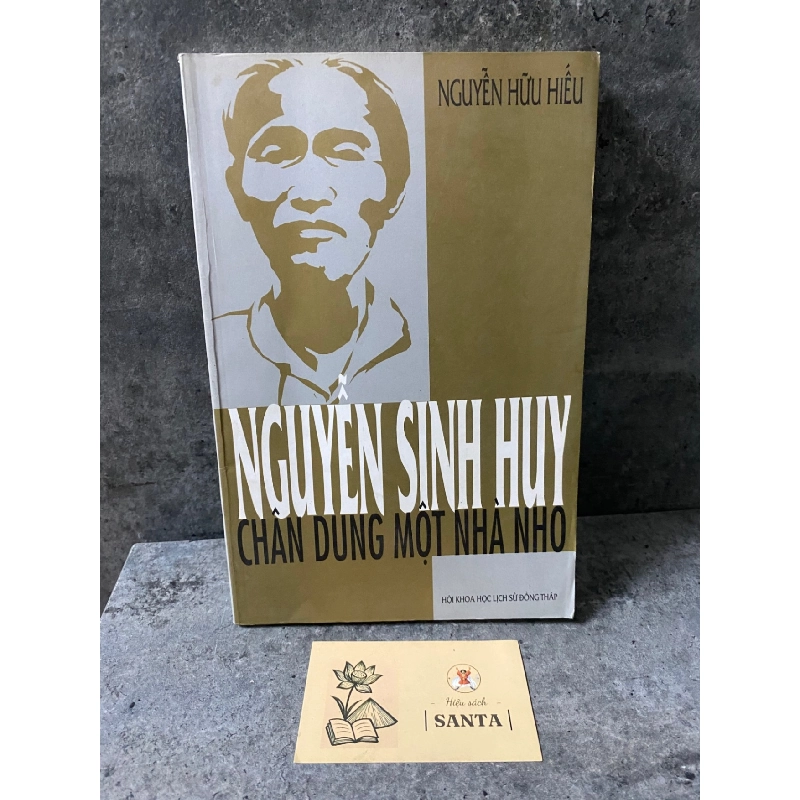 NGUYỄN HỮU HIẾU
NGUYỄN SINH HUY
CHÂN DUNG MỘT NHÀ NHO
HỘI KHOA HỌC LỊCH SỬ ĐỒNG THÁP
Hiệu sách
SANTA